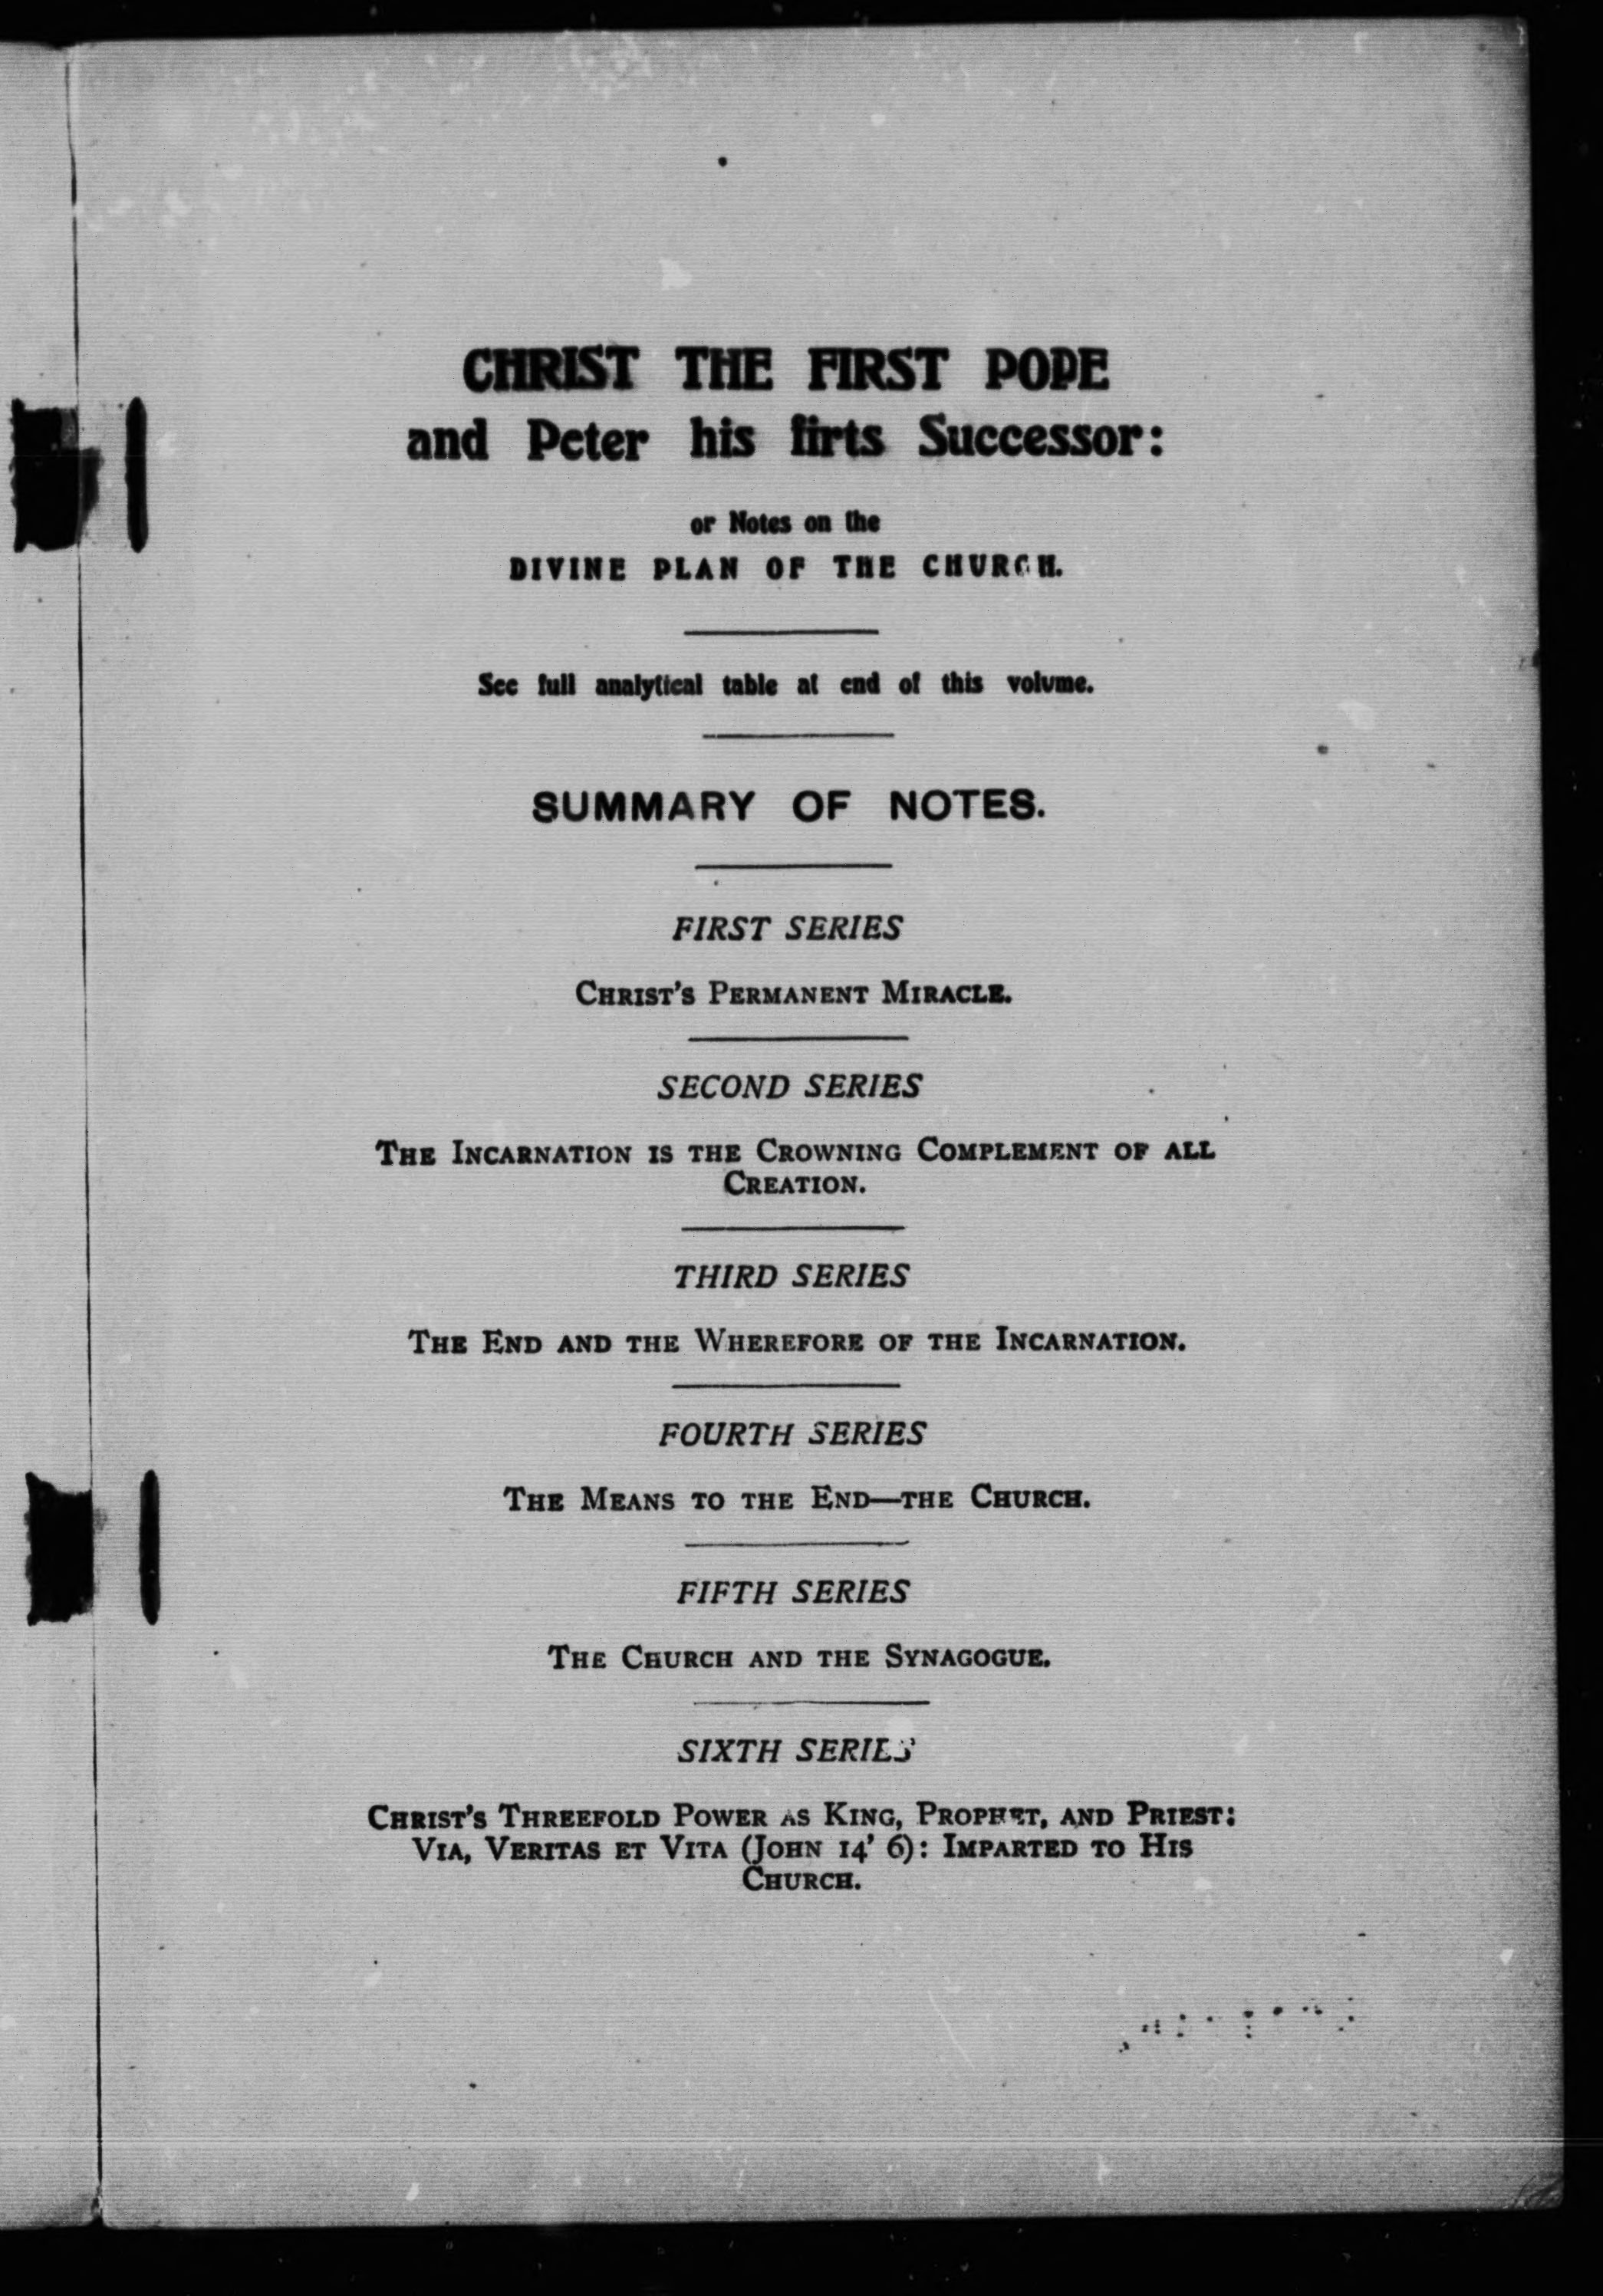 CHRIST THE FIRST POPE
and Peter his firts Successor:
or Notes on the
DIVINE PLAN OF THE CHURCH.
See full analytical table at end of this volume.
SUMMARY OF NOTES.
FIRST SERIES
CHRIST'S PERMANENT MIRACLE.
SECOND SERIES
THE INCARNATION IS THE CROWNING COMPLEMENT OF ALL
CREATION.
THIRD SERIES
THE END AND THE WHEREFORE OF THE INCARNATION.
FOURTH SERIES
THE MEANS TO THE END—THE CHURCH.
FIFTH SERIES
THE CHURCH AND THE SYNAGOGUE.
SIXTH SERIES
CHRIST'S THREEFOLD POWER AS KING, PROPHET, AND PRIEST:
VIA, VERITAS ET VITA (JOHN 14' 6): IMPARTED TO HIS
CHURCH.